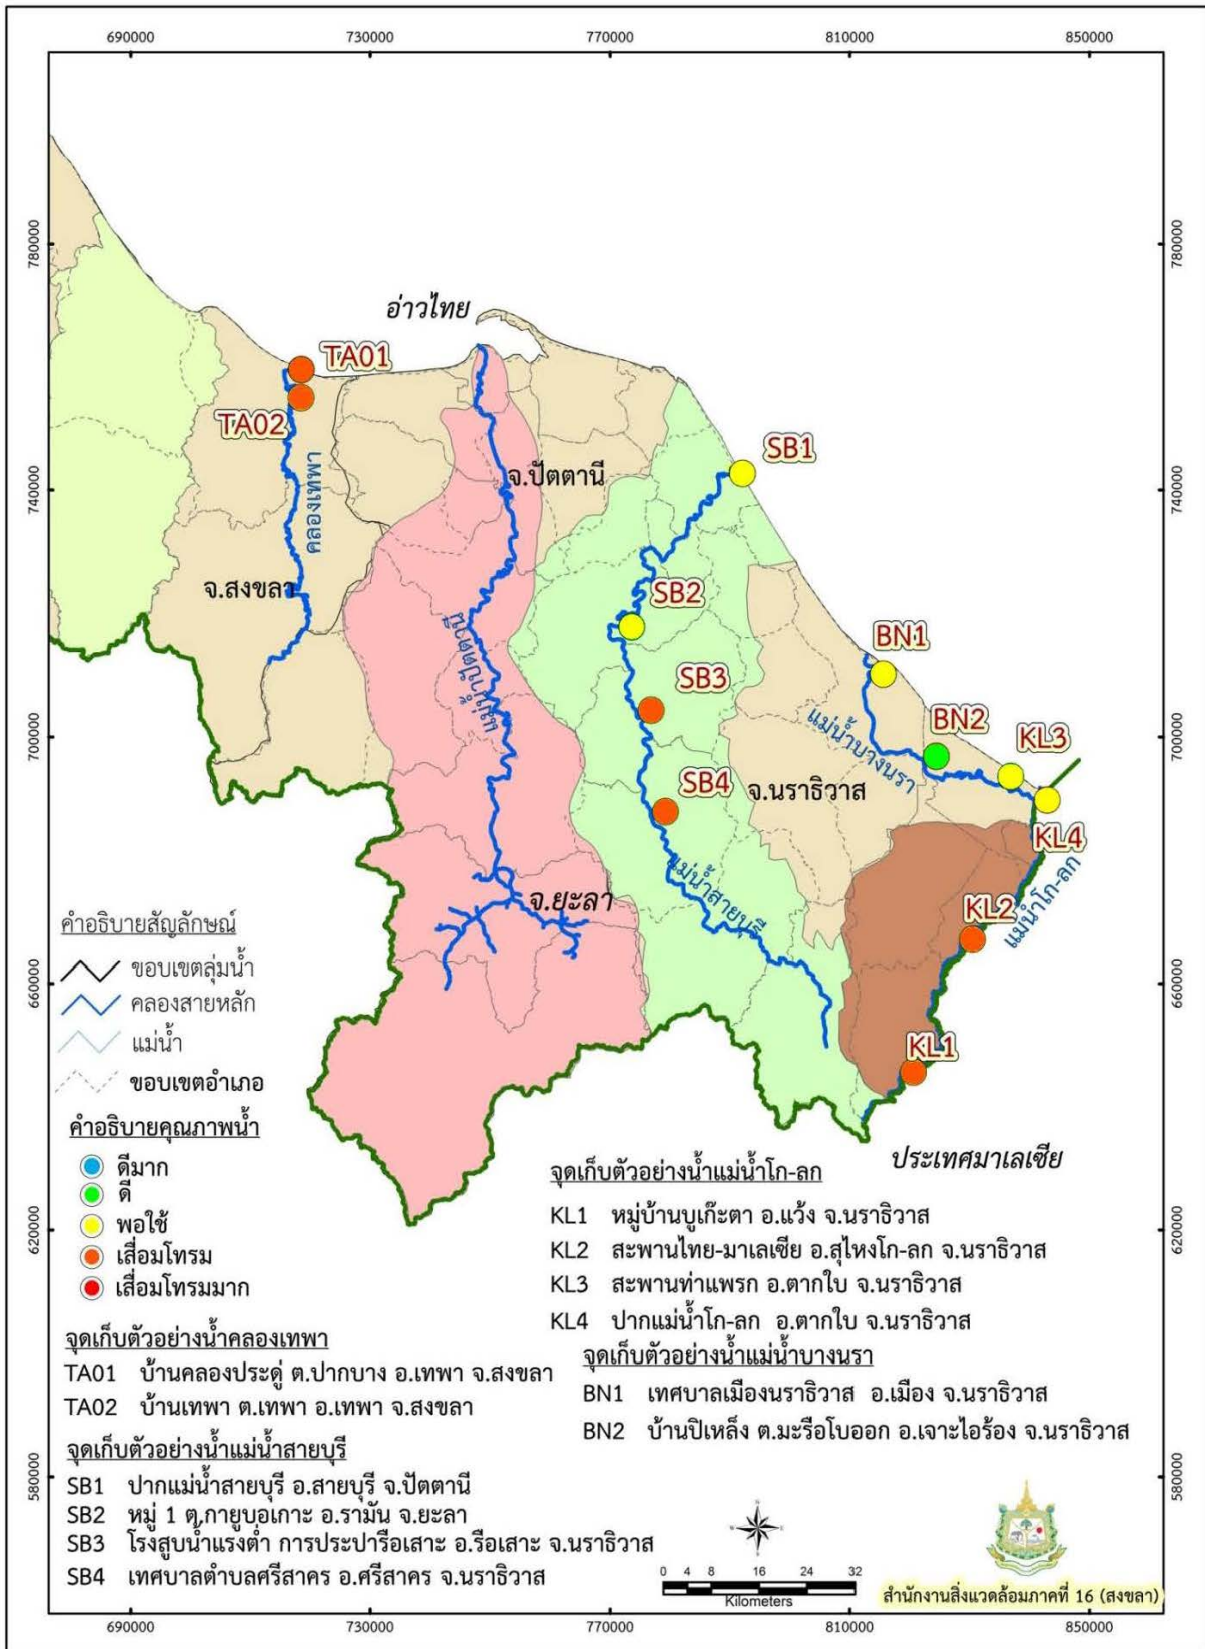 690000 730000 770000 810000 850000
780000 780000
อ่าวไทย
TA01
TA02
คลองเทพา
จ.ปัตตานี
SB1
740000 740000
จ.สงขลา
แม่น้ำปัตตานี
SB2
BN1
SB3
แม่น้ำบางนรา
BN2
KL3
700000 700000
SB4
จ.นราธิวาส
KL4
แม่น้ำสายบุรี
แม่น้ำโก-ลก
จ.ยะลา
KL2
คำอธิบายสัญลักษณ์
ขอบเขตลุ่มน้ำ
คลองสายหลัก
แม่น้ำ
ขอบเขตอำเภอ
660000 660000
KL1
ประเทศมาเลเซีย
คำอธิบายคุณภาพน้ำ
ดีมาก
ดี
พอใช้
เสื่อมโทรม
เสื่อมโทรมมาก
620000 620000
จุดเก็บตัวอย่างน้ำแม่น้ำโก-ลก
KL1 หมู่บ้านบูเก๊ะตา อ.แว้ง จ.นราธิวาส
KL2 สะพานไทย-มาเลเซีย อ.สุไหงโก-ลก จ.นราธิวาส
KL3 สะพานท่าแพรก อ.ตากใบ จ.นราธิวาส
KL4 ปากแม่น้ำโก-ลก อ.ตากใบ จ.นราธิวาส
จุดเก็บตัวอย่างน้ำคลองเทพา
TA01 บ้านคลองประดู่ ต.ปากบาง อ.เทพา จ.สงขลา
TA02 บ้านเทพา ต.เทพา อ.เทพา จ.สงขลา
จุดเก็บตัวอย่างน้ำแม่น้ำบางนรา
BN1 เทศบาลเมืองนราธิวาส อ.เมือง จ.นราธิวาส
BN2 บ้านปิเหล็ง ต.มะรือโบออก อ.เจาะไอร้อง จ.นราธิวาส
จุดเก็บตัวอย่างน้ำแม่น้ำสายบุรี
SB1 ปากแม่น้ำสายบุรี อ.สายบุรี จ.ปัตตานี
SB2 หมู่ 1 ต.กายูบอเกาะ อ.รามัน จ.ยะลา
SB3 โรงสูบน้ำแรงต่ำ การประปารือเสาะ อ.รือเสาะ จ.นราธิวาส
SB4 เทศบาลตำบลศรีสาคร อ.ศรีสาคร จ.นราธิวาส
580000 580000
N
E
S
W
0 4 8 16 24 32
Kilometers
สำนักงานสิ่งแวดล้อมภาคที่ 16 (สงขลา)
690000 730000 770000 810000 850000